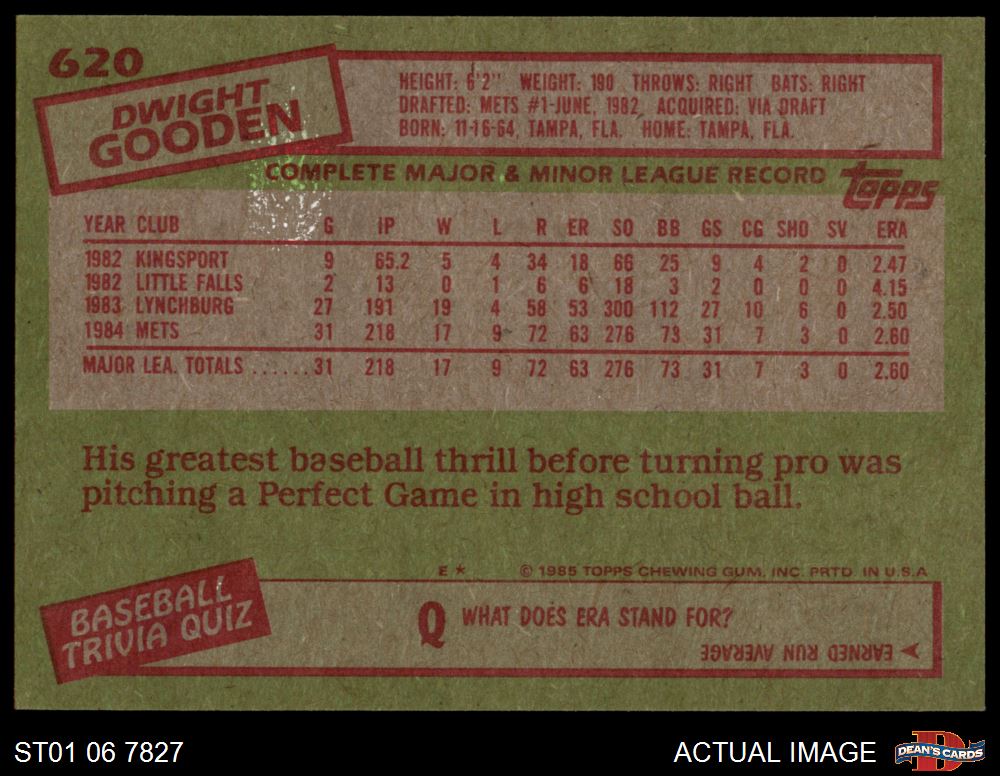 620
DWIGHT
GOODEN
HEIGHT: 6'2" WEIGHT: 190 THROWS: RIGHT BATS: RIGHT
DRAFTED: METS #1-JUNE, 1982 ACQUIRED: VIA DRAFT
BORN: 11-16-64, TAMPA, FLA. HOME: TAMPA, FLA.
COMPLETE MAJOR & MINOR LEAGUE RECORD
topps
YEAR CLUB G IP W L R ER SO BB GS CG SHO SV ERA
1982 KINGSPORT 9 65.2 5 4 34 18 66 25 9 4 2 0 2.47
1982 LITTLE FALLS 2 13 0 1 6 6 18 3 2 0 0 0 4.15
1983 LYNCHBURG 27 191 19 4 58 53 300 112 27 10 6 0 2.50
1984 METS 31 218 17 9 72 63 276 73 31 7 3 0 2.60
MAJOR LEA. TOTALS ......31 218 17 9 72 63 276 73 31 7 3 0 2.60
His greatest baseball thrill before turning pro was
pitching a Perfect Game in high school ball.
E * © 1985 TOPPS CHEWING GUM, INC. PRTD. IN U.S.A
BASEBALL
TRIVIA QUIZ
Q WHAT DOES ERA STAND FOR?
EARNED RUN AVERAGE
ST01 06 7827
ACTUAL IMAGE
DEAN'S CARDS